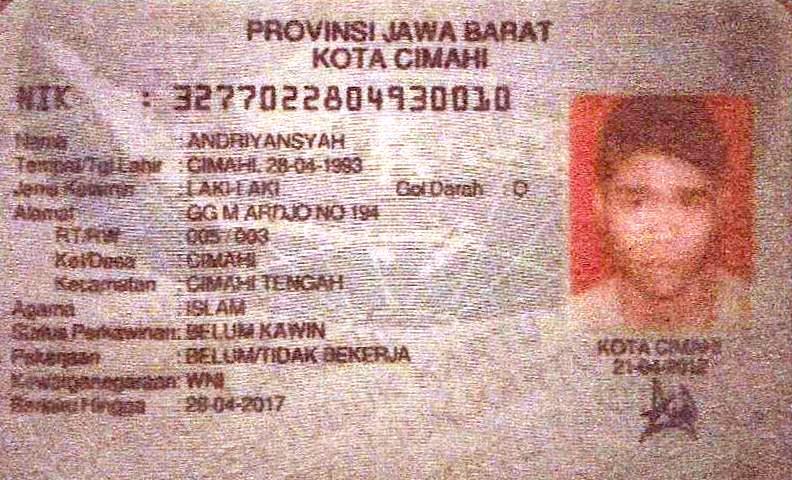 PROVINSI JAWA BARAT
KOTA CIMAHI
NIK : 3277022804930010
Nama : ANDRIYANSYAH
Tempat/Tgl Lahir : CIMAHI, 28-04-1993
Jenis Kelamin : LAKI-LAKI Gol Darah : O
Alamat : GG M ARDJO NO 194
RT/RW : 005 / 003
Kel/Desa : CIMAHI
Kecamatan : CIMAHI TENGAH
Agama : ISLAM
Status Perkawinan: BELUM KAWIN
Pekerjaan : BELUM/TIDAK BEKERJA
Kewarganegaraan: WNI
Berlaku Hingga : 28-04-2017
KOTA CIMAHI
21-04-2012